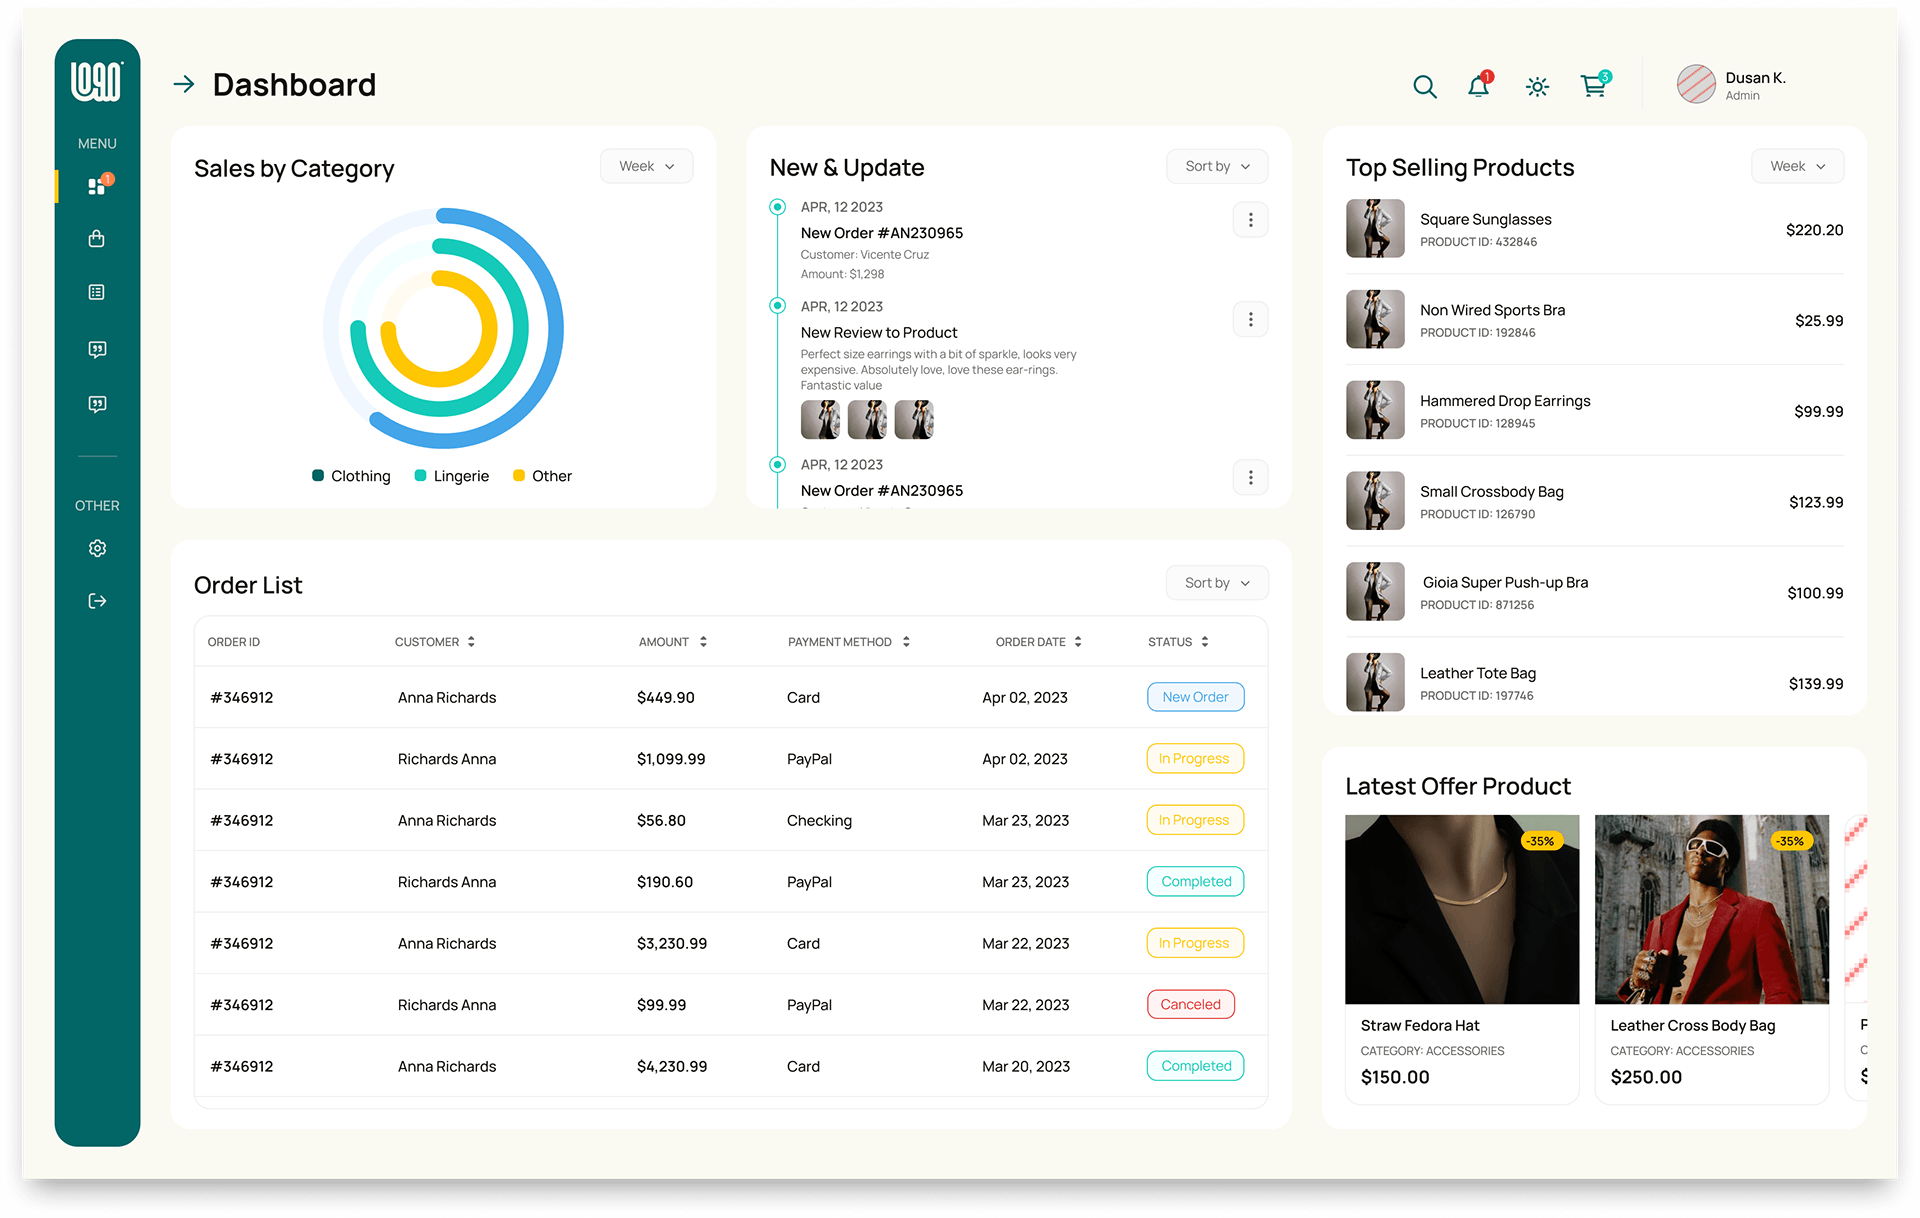 LOGO
Dashboard
1
3
Dusan K.
Admin
MENU
1
OTHER
Sales by Category
Week
Clothing
Lingerie
Other
New & Update
Sort by
APR, 12 2023
New Order #AN230965
Customer: Vicente Cruz
Amount: $1,298
APR, 12 2023
New Review to Product
Perfect size earrings with a bit of sparkle, looks very
expensive. Absolutely love, love these ear-rings.
Fantastic value
APR, 12 2023
New Order #AN230965
Top Selling Products
Week
Square Sunglasses
PRODUCT ID: 432846
$220.20
Non Wired Sports Bra
PRODUCT ID: 192846
$25.99
Hammered Drop Earrings
PRODUCT ID: 128945
$99.99
Small Crossbody Bag
PRODUCT ID: 126790
$123.99
Gioia Super Push-up Bra
PRODUCT ID: 871256
$100.99
Leather Tote Bag
PRODUCT ID: 197746
$139.99
Order List
Sort by
ORDER ID CUSTOMER AMOUNT PAYMENT METHOD ORDER DATE STATUS
#346912 Anna Richards $449.90 Card Apr 02, 2023 New Order
#346912 Richards Anna $1,099.99 PayPal Apr 02, 2023 In Progress
#346912 Anna Richards $56.80 Checking Mar 23, 2023 In Progress
#346912 Richards Anna $190.60 PayPal Mar 23, 2023 Completed
#346912 Anna Richards $3,230.99 Card Mar 22, 2023 In Progress
#346912 Richards Anna $99.99 PayPal Mar 22, 2023 Canceled
#346912 Anna Richards $4,230.99 Card Mar 20, 2023 Completed
Latest Offer Product
-35%
Straw Fedora Hat
CATEGORY: ACCESSORIES
$150.00
-35%
Leather Cross Body Bag
CATEGORY: ACCESSORIES
$250.00